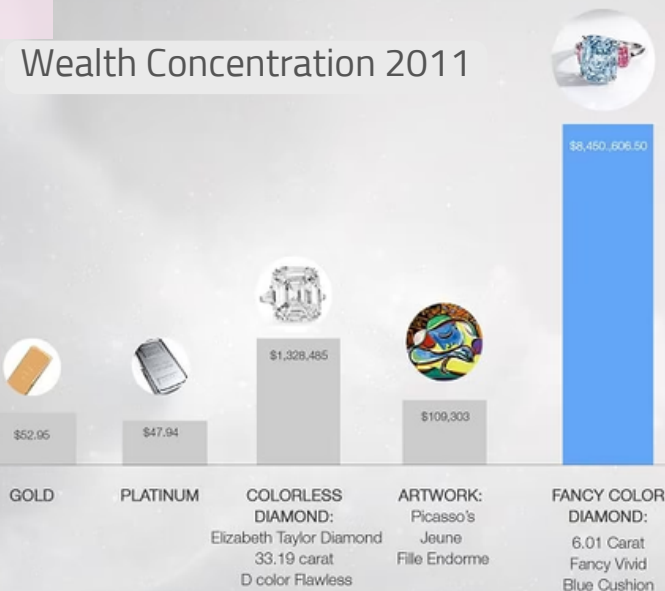 Wealth Concentration 2011
$8,450.,606.50
$1,328,485
$109,303
$52.95
$47.94
GOLD
PLATINUM
COLORLESS
DIAMOND:
Elizabeth Taylor Diamond
33.19 carat
D color Flawless
ARTWORK:
Picasso's
Jeune
Fille Endorme
FANCY COLOR
DIAMOND:
6.01 Carat
Fancy Vivid
Blue Cushion